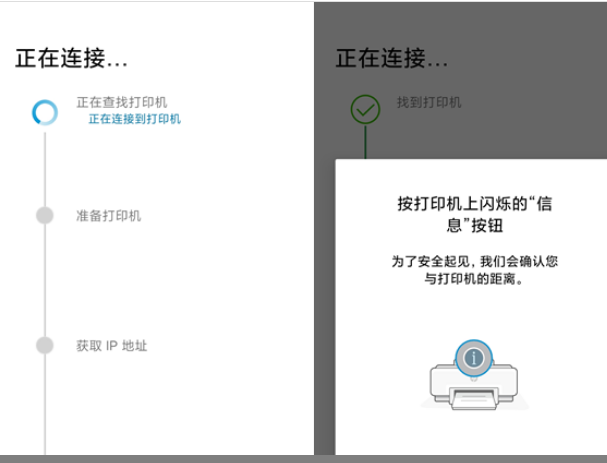 正在连接...
正在查找打印机
正在连接到打印机
准备打印机
获取 IP 地址
正在连接...
找到打印机
按打印机上闪烁的“信
息”按钮
为了安全起见,我们会确认您
与打印机的距离。
i